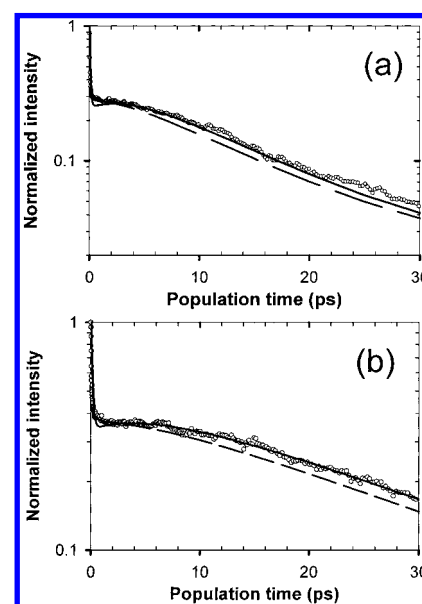 1
(a)
Normalized intensity
0.1
0 10 20 30
Population time (ps)
1
(b)
Normalized intensity
0.1
0 10 20 30
Population time (ps)